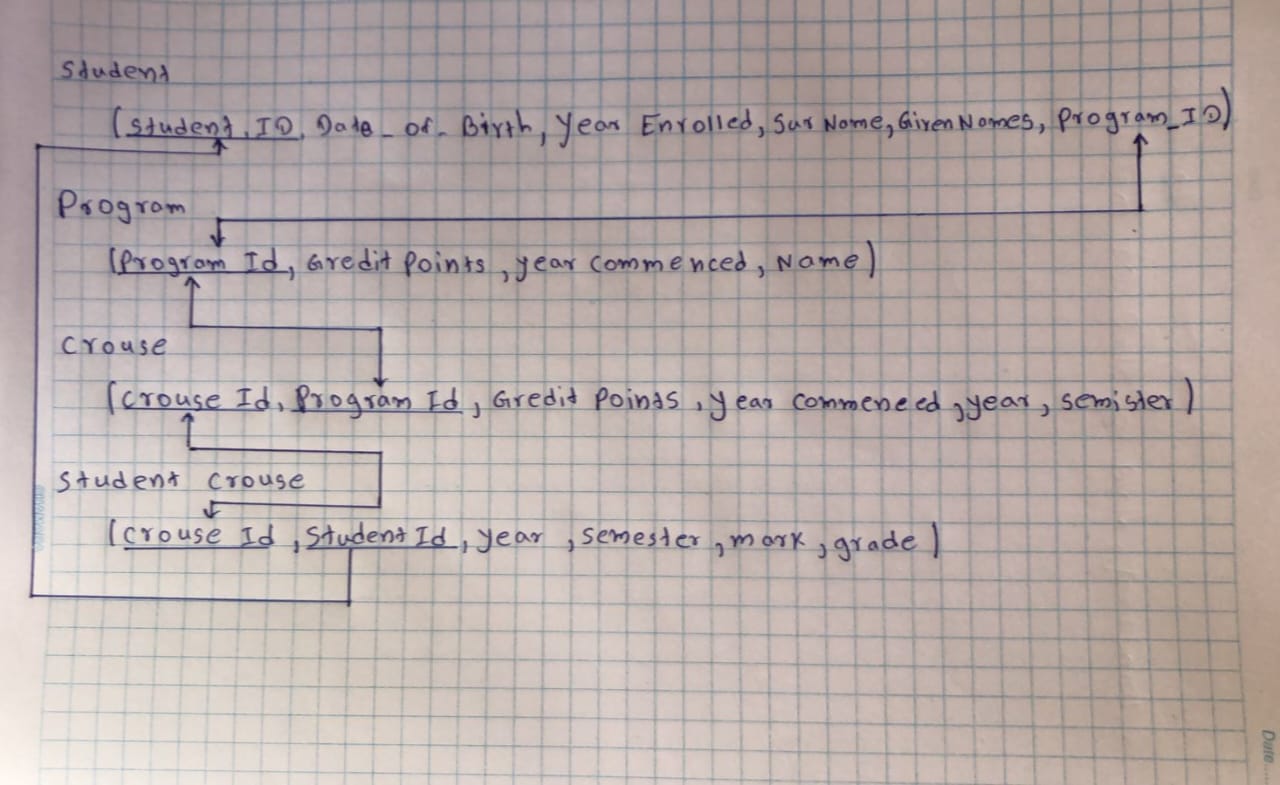 Student
(Student, ID, Date - of - Birth, Year Enrolled, Sur Name, Given Names, Program_ID)
Program
(Program Id, Gredit Points, year commenced, Name)
Crouse
(Crouse Id, Program Id, Gredit Points, year commeneced, year, semister)
Student Crouse
(Crouse Id, Student Id, year, semester, mark, grade)
Date